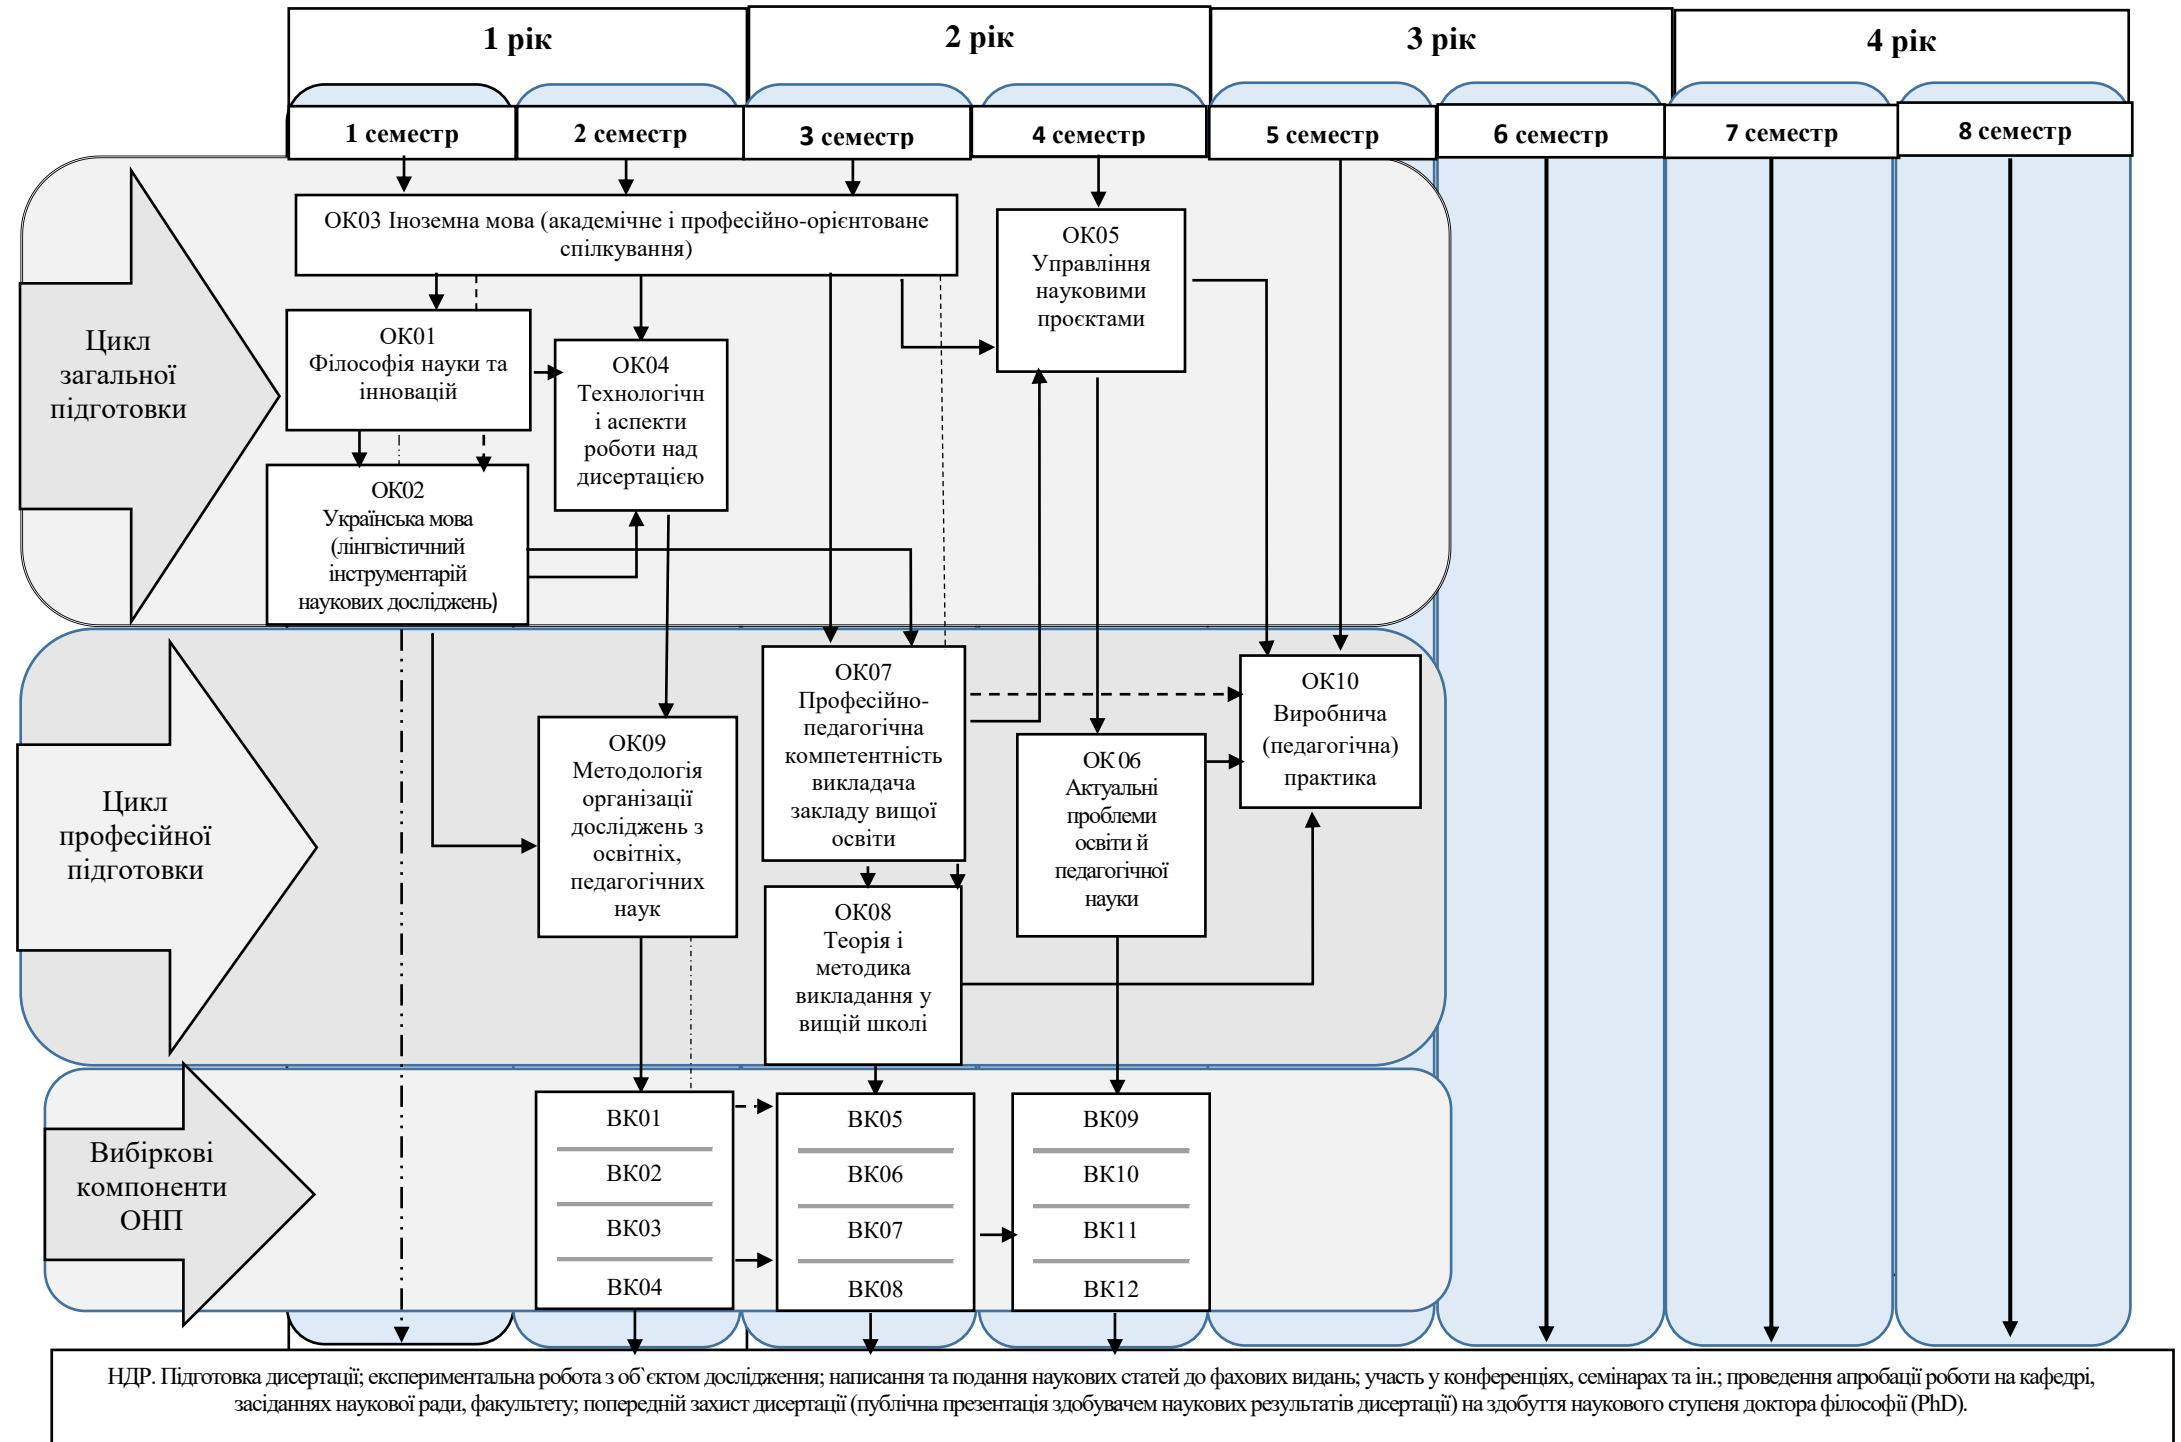 1 рік
2 рік
3 рік
4 рік
1 семестр
2 семестр
3 семестр
4 семестр
5 семестр
6 семестр
7 семестр
8 семестр
Цикл
загальної
підготовки
ОК03 Іноземна мова (академічне і професійно-орієнтоване
спілкування)
ОК01
Філософія науки та
інновацій
ОК04
Технологічн
і аспекти
роботи над
дисертацією
ОК05
Управління
науковими
проєктами
ОК02
Українська мова
(лінгвістичний
інструментарій
наукових досліджень)
Цикл
професійної
підготовки
ОК09
Методологія
організації
досліджень з
освітніх,
педагогічних
наук
ОК07
Професійно-
педагогічна
компетентність
викладача
закладу вищої
освіти
ОК08
Теорія і
методика
викладання у
вищій школі
ОК 06
Актуальні
проблеми
освіти й
педагогічної
науки
ОК10
Виробнича
(педагогічна)
практика
Вибіркові
компоненти
ОНП
ВК01
ВК02
ВК03
ВК04
ВК05
ВК06
ВК07
ВК08
ВК09
ВК10
ВК11
ВК12
НДР. Підготовка дисертації; експериментальна робота з об`єктом дослідження; написання та подання наукових статей до фахових видань; участь у конференціях, семінарах та ін.; проведення апробації роботи на кафедрі,
засіданнях наукової ради, факультету; попередній захист дисертації (публічна презентація здобувачем наукових результатів дисертації) на здобуття наукового ступеня доктора філософії (PhD).